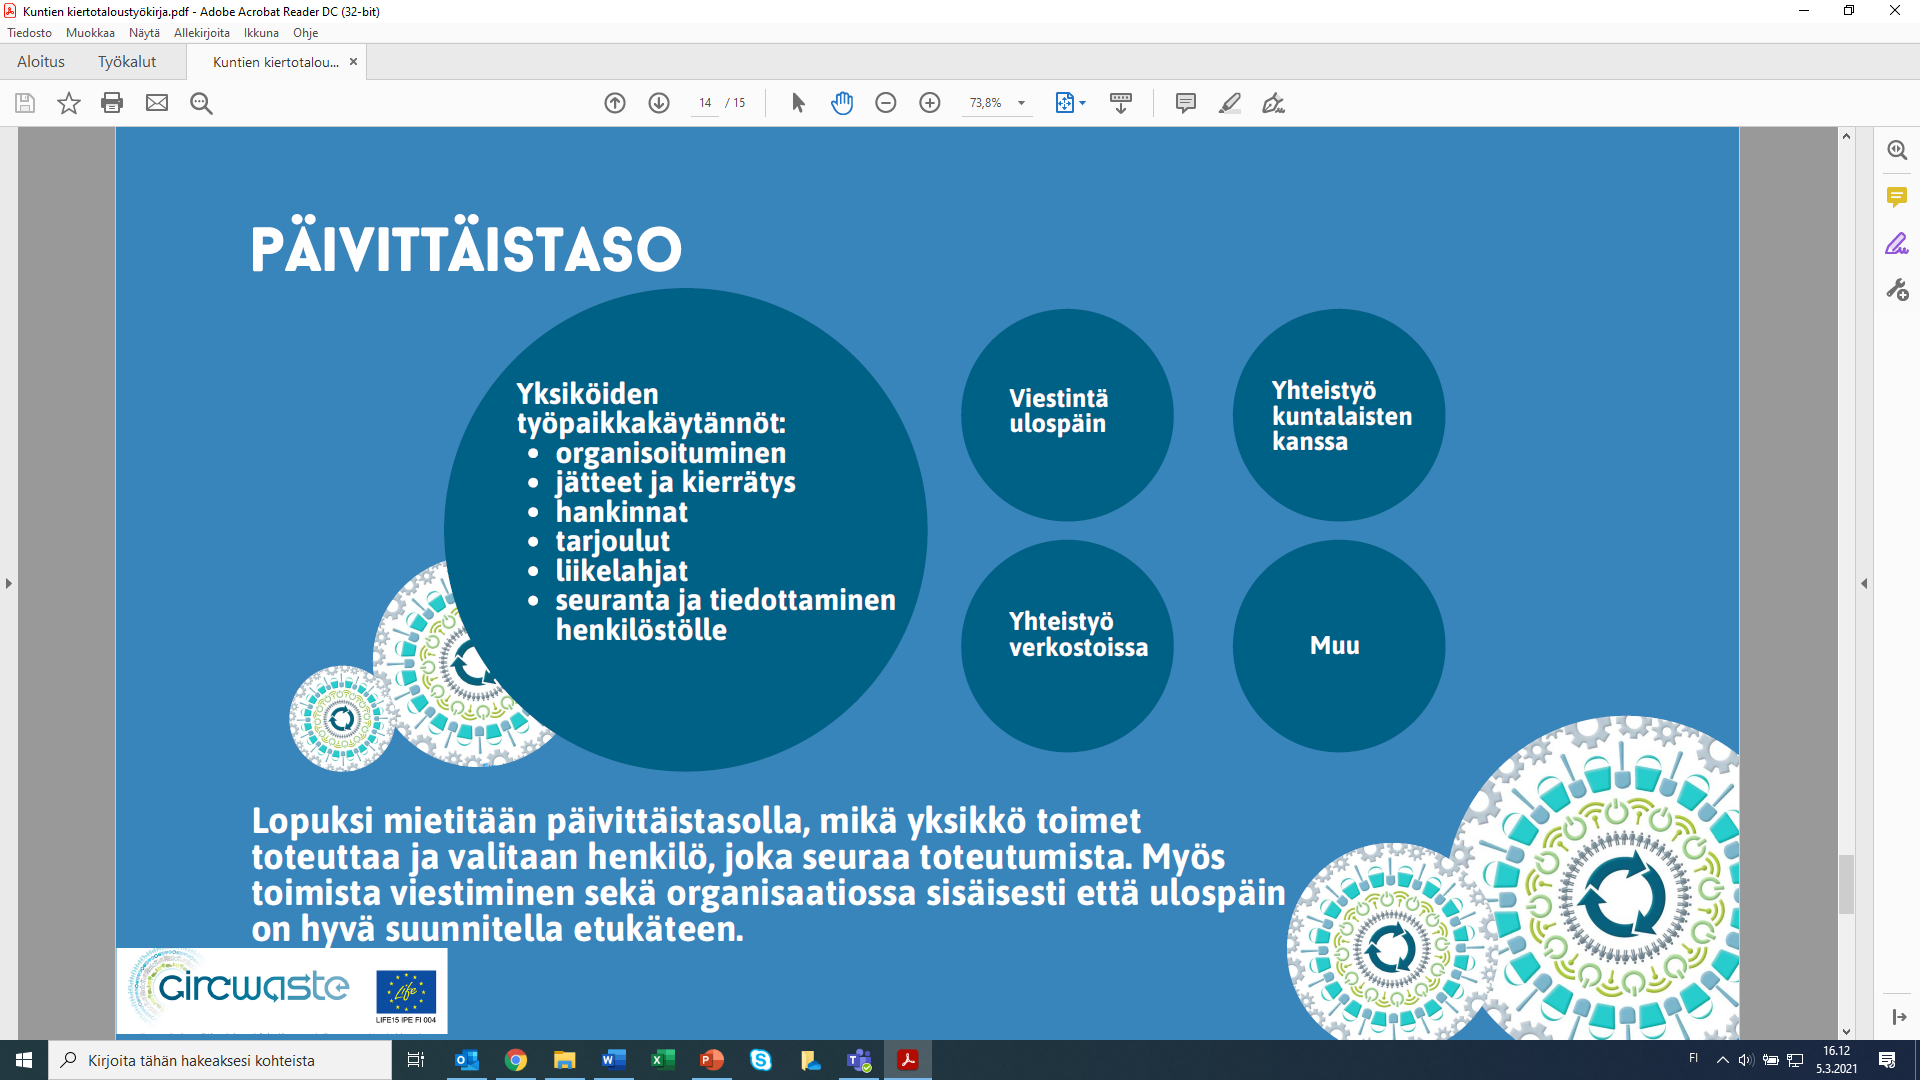 Kuntien kiertotaloustyökirja.pdf - Adobe Acrobat Reader DC (32-bit)
Tiedosto Muokkaa Näytä Allekirjoita Ikkuna Ohje
Aloitus Työkalut Kuntien kiertotalou...
14 / 15 73,8%
PÄIVITTÄISTASO
Yksiköiden
työpaikkakäytännöt:
• organisoituminen
• jätteet ja kierrätys
• hankinnat
• tarjoulut
• liikelahjat
• seuranta ja tiedottaminen
henkilöstölle
Viestintä
ulospäin
Yhteistyö
kuntalaisten
kanssa
Yhteistyö
verkostoissa
Muu
Lopuksi mietitään päivittäistasolla, mikä yksikkö toimet
toteuttaa ja valitaan henkilö, joka seuraa toteutumista. Myös
toimista viestiminen sekä organisaatiossa sisäisesti että ulospäin
on hyvä suunnitella etukäteen.
circwaste
Life
LIFE15 IPE FI 004
Kirjoita tähän hakeaksesi kohteista
FI
16.12
5.3.2021